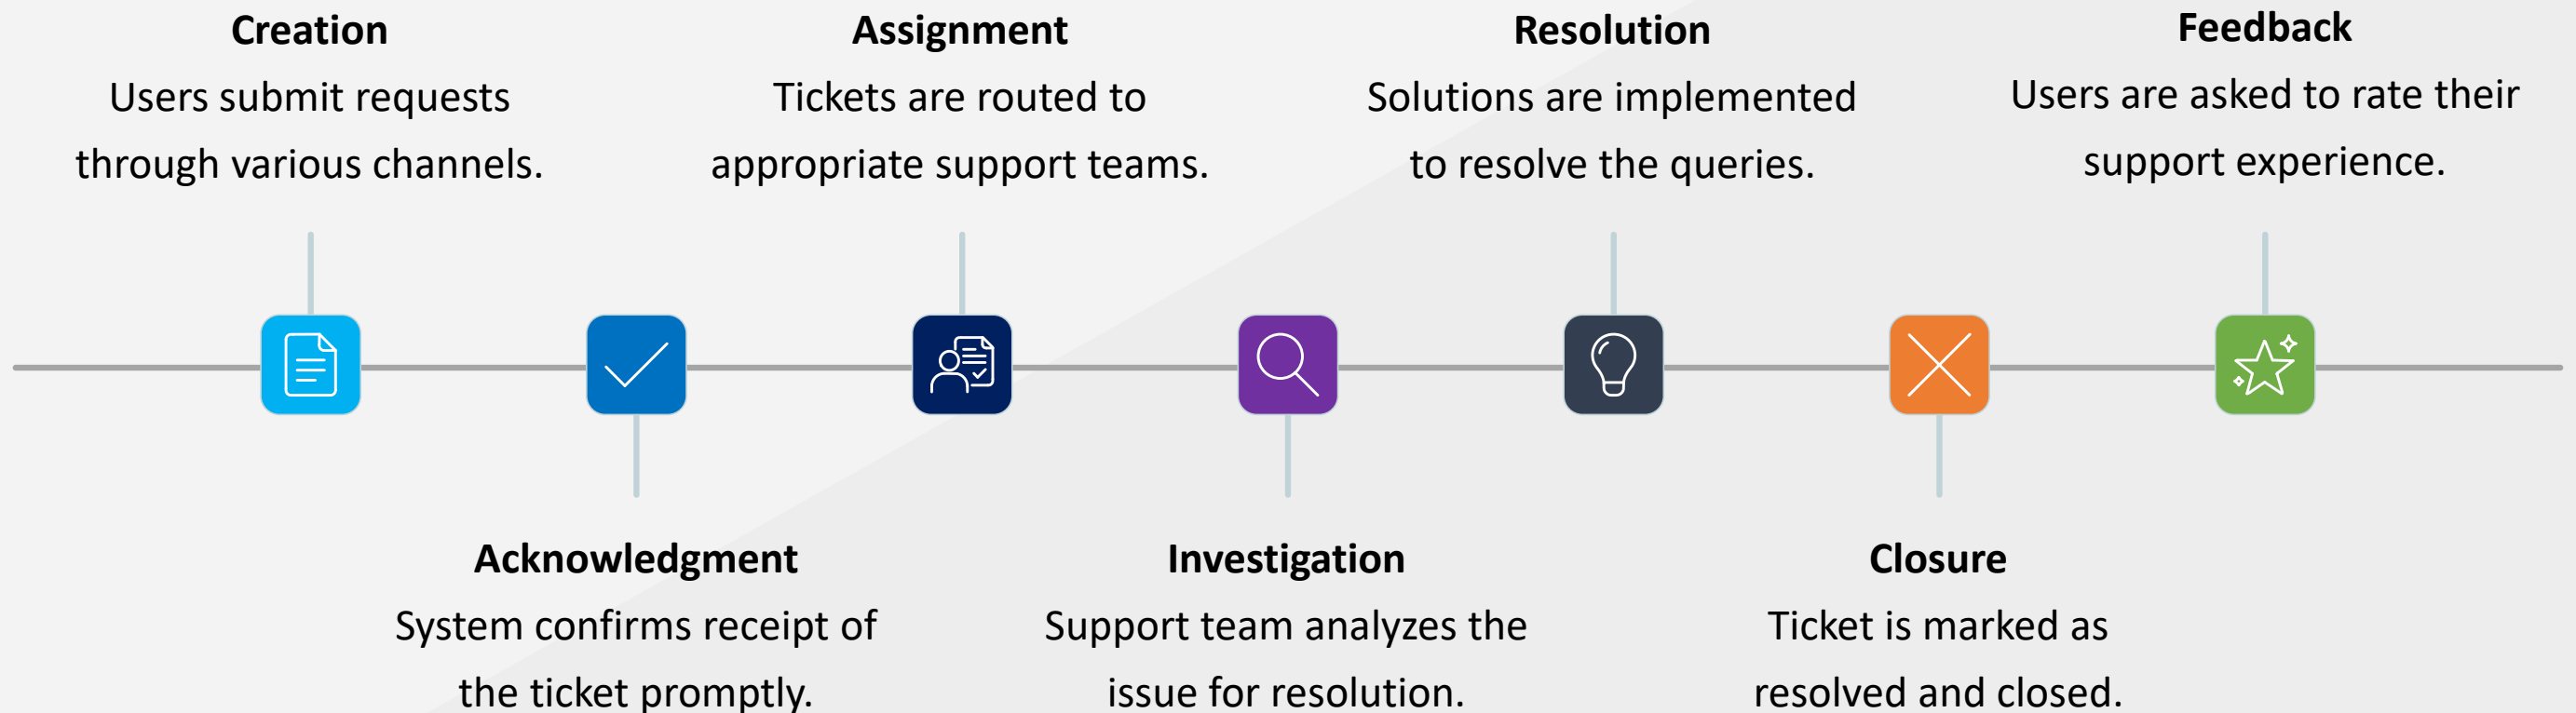 Creation
Users submit requests
through various channels.
Acknowledgment
System confirms receipt of
the ticket promptly.
Assignment
Tickets are routed to
appropriate support teams.
Investigation
Support team analyzes the
issue for resolution.
Resolution
Solutions are implemented
to resolve the queries.
Closure
Ticket is marked as
resolved and closed.
Feedback
Users are asked to rate their
support experience.